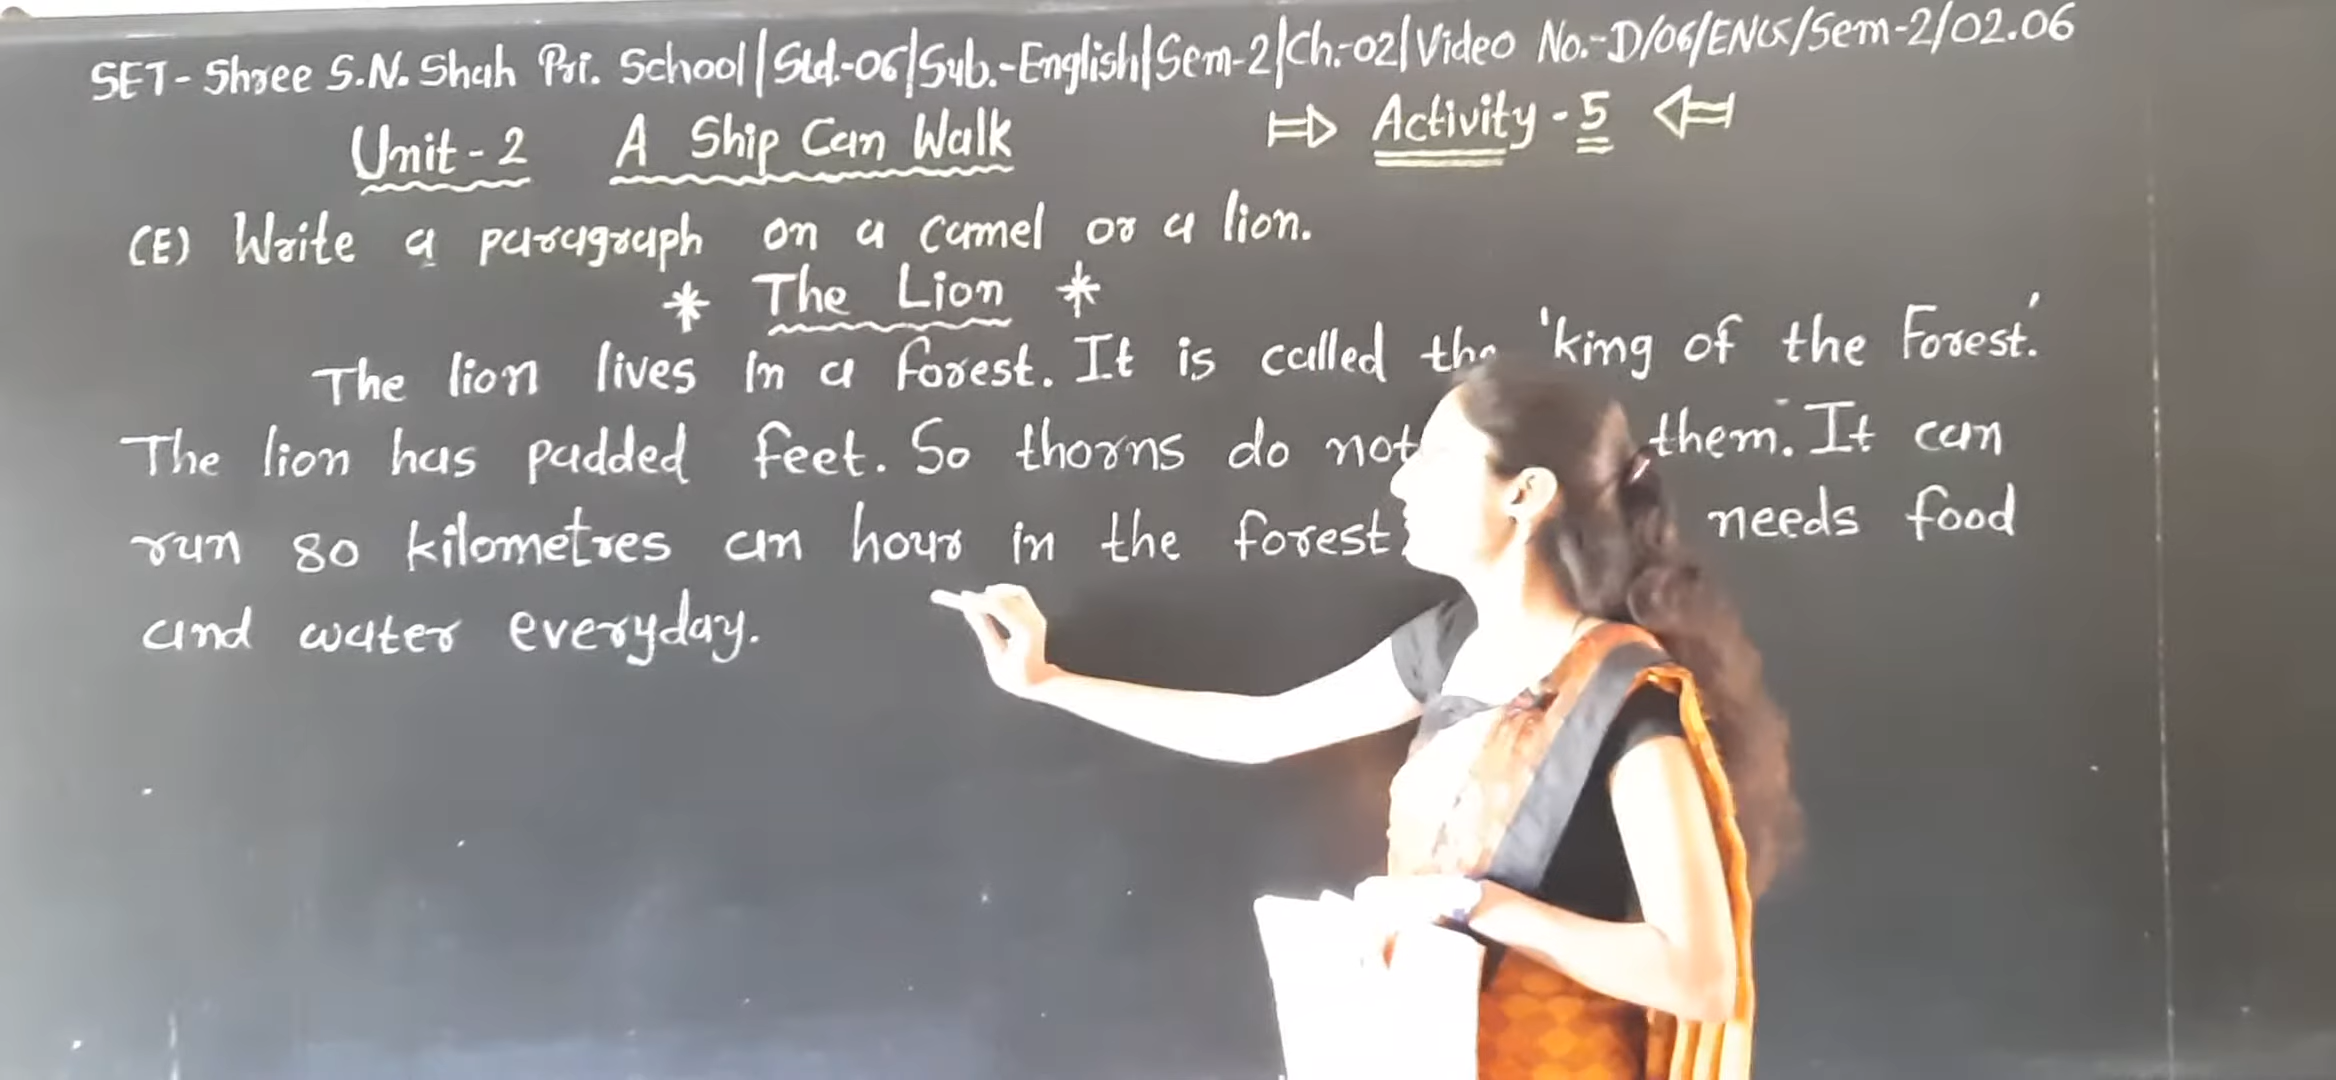 SET - Shree S.N. Shah Pri. School | Std.-06 | Sub.-English | Sem-2 | Ch.-02 | Video No.-D/06/ENG/Sem-2/02.06
Unit - 2 A Ship Can Walk ⇨ Activity - 5 ⇦
(E) Write a paragraph on a camel or a lion.
* The Lion *
The lion lives in a forest. It is called 'king of the Forest.'
The lion has padded feet. So thorns do not them. It can
run 80 kilometres an hour in the forest needs food
and water everyday.